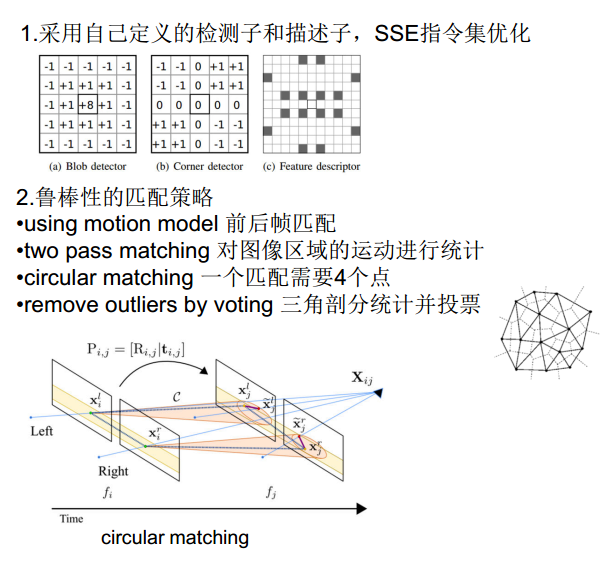 1.采用自己定义的检测子和描述子，SSE指令集优化
-1 -1 -1 -1 -1
-1 +1 +1 +1 -1
-1 +1 +8 +1 -1
-1 +1 +1 +1 -1
-1 -1 -1 -1 -1
(a) Blob detector
-1 -1 0 +1 +1
-1 -1 0 +1 +1
0 0 0 0 0
+1 +1 0 -1 -1
+1 +1 0 -1 -1
(b) Corner detector
(c) Feature descriptor
2.鲁棒性的匹配策略
•using motion model 前后帧匹配
•two pass matching 对图像区域的运动进行统计
•circular matching 一个匹配需要4个点
•remove outliers by voting 三角剖分统计并投票
P_{i,j} = [R_{i,j}|t_{i,j}]
C
X_{ij}
x_i^l
x_j^l
x̃_j^l
x_i^r
x̃_j^r
x_j^r
Left
Right
f_i
f_j
Time
circular matching